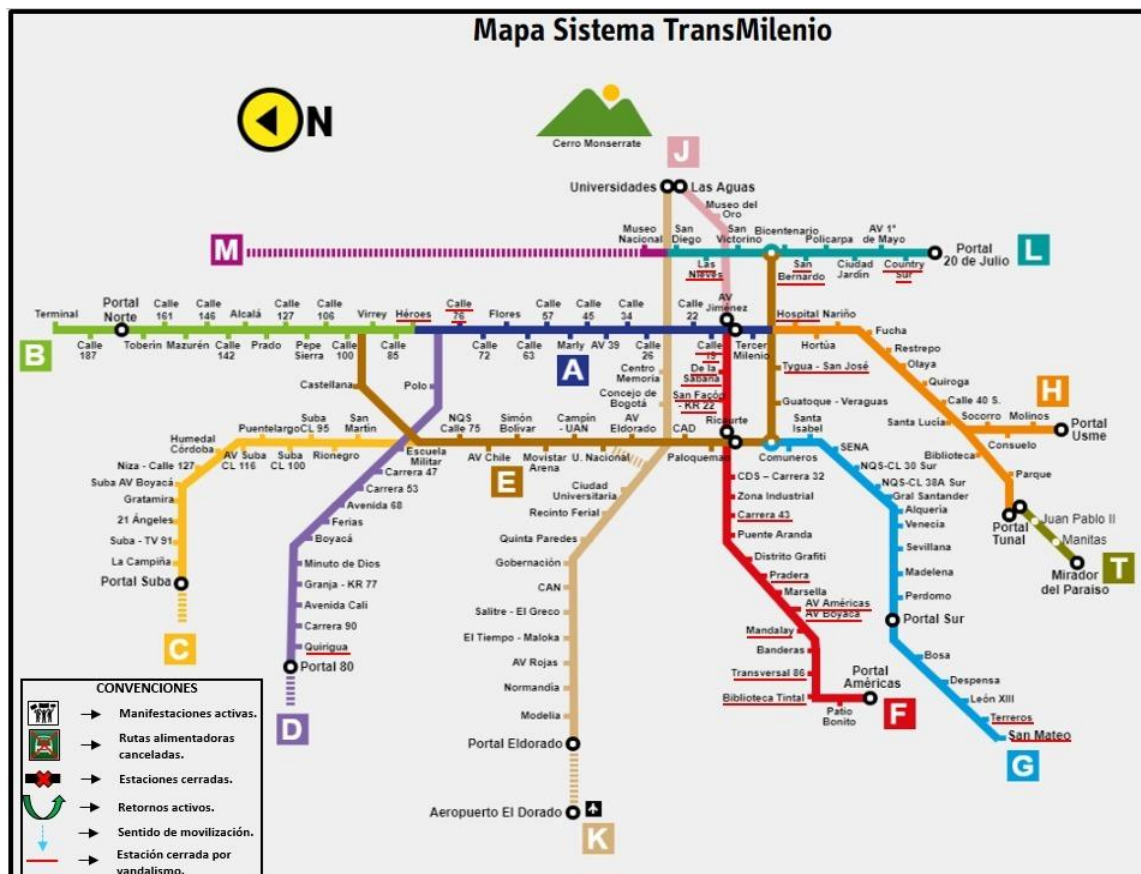 Mapa Sistema TransMilenio
N
Cerro Monserrate
J
Universidades
Las Aguas
Museo del
Oro
M
Museo
Nacional
San
Diego
Las
Nieves
San
Victorino
Bicentenario
San
Bernardo
Policarpa
Ciudad
Jardin
AV 1°
de Mayo
Country
Sur
Portal
20 de Julio
L
B
Terminal
Calle
187
Portal
Norte
Toberin
Calle
161
Mazurén
Calle
146
Calle
142
Alcalá
Prado
Calle
127
Pepe
Sierra
Calle
106
Calle
100
Virrey
Calle
85
Héroes
Calle
76
Calle
72
Flores
Calle
63
Calle
57
Marly
Calle
45
AV 39
Calle
34
Calle
26
Calle
22
Calle
19
AV
Jiménez
Tercer
Milenio
A
Hospital
Hortúa
Nariño
Fucha
Restrepo
Olaya
Quiroga
Calle 40 S.
Santa Lucía
Socorro
Consuelo
Molinos
Portal
Usme
H
Biblioteca
Parque
Portal
Tunal
Juan Pablo II
Manitas
Mirador
del Paraíso
T
Castellana
Polo
Centro
Memoria
Concejo de
Bogotá
De la
Sabana
San Façon
- KR 22
Ricaurte
Tygua - San José
Guatoque - Veraguas
Humedal
Córdoba
Puentelargo
AV Suba
CL 116
Suba
CL 95
Suba
CL 100
Rionegro
San
Martín
Niza - Calle 127
Suba AV Boyacá
Gratamira
21 Ángeles
Suba - TV 91
La Campiña
Portal Suba
C
Escuela
Militar
Carrera 47
Carrera 53
Avenida 68
Ferias
Boyacá
Minuto de Dios
Granja - KR 77
Avenida Cali
Carrera 90
Quirigua
Portal 80
D
NQS
Calle 75
AV Chile
Simón
Bolívar
Movistar
Arena
Campín
- UAN
U. Nacional
AV
Eldorado
CAD
Paloquemao
E
Ciudad
Universitaria
Recinto Ferial
Quinta Paredes
Gobernación
CAN
Salitre - El Greco
El Tiempo - Maloka
AV Rojas
Normandía
Modelia
Portal Eldorado
Aeropuerto El Dorado
K
CDS – Carrera 32
Zona Industrial
Carrera 43
Puente Aranda
Distrito Grafiti
Pradera
Marsella
AV Américas
AV Boyacá
Mandalay
Banderas
Transversal 86
Biblioteca Tintal
Patio
Bonito
Portal
Américas
F
Comuneros
Santa
Isabel
SENA
NQS-CL 30 Sur
NQS-CL 38A Sur
Gral Santander
Alquería
Venecia
Sevillana
Madelena
Perdomo
Portal Sur
Bosa
Despensa
León XIII
Terreros
San Mateo
G
CONVENCIONES
Manifestaciones activas.
Rutas alimentadoras
canceladas.
Estaciones cerradas.
Retornos activos.
Sentido de movilización.
Estación cerrada por
vandalismo.